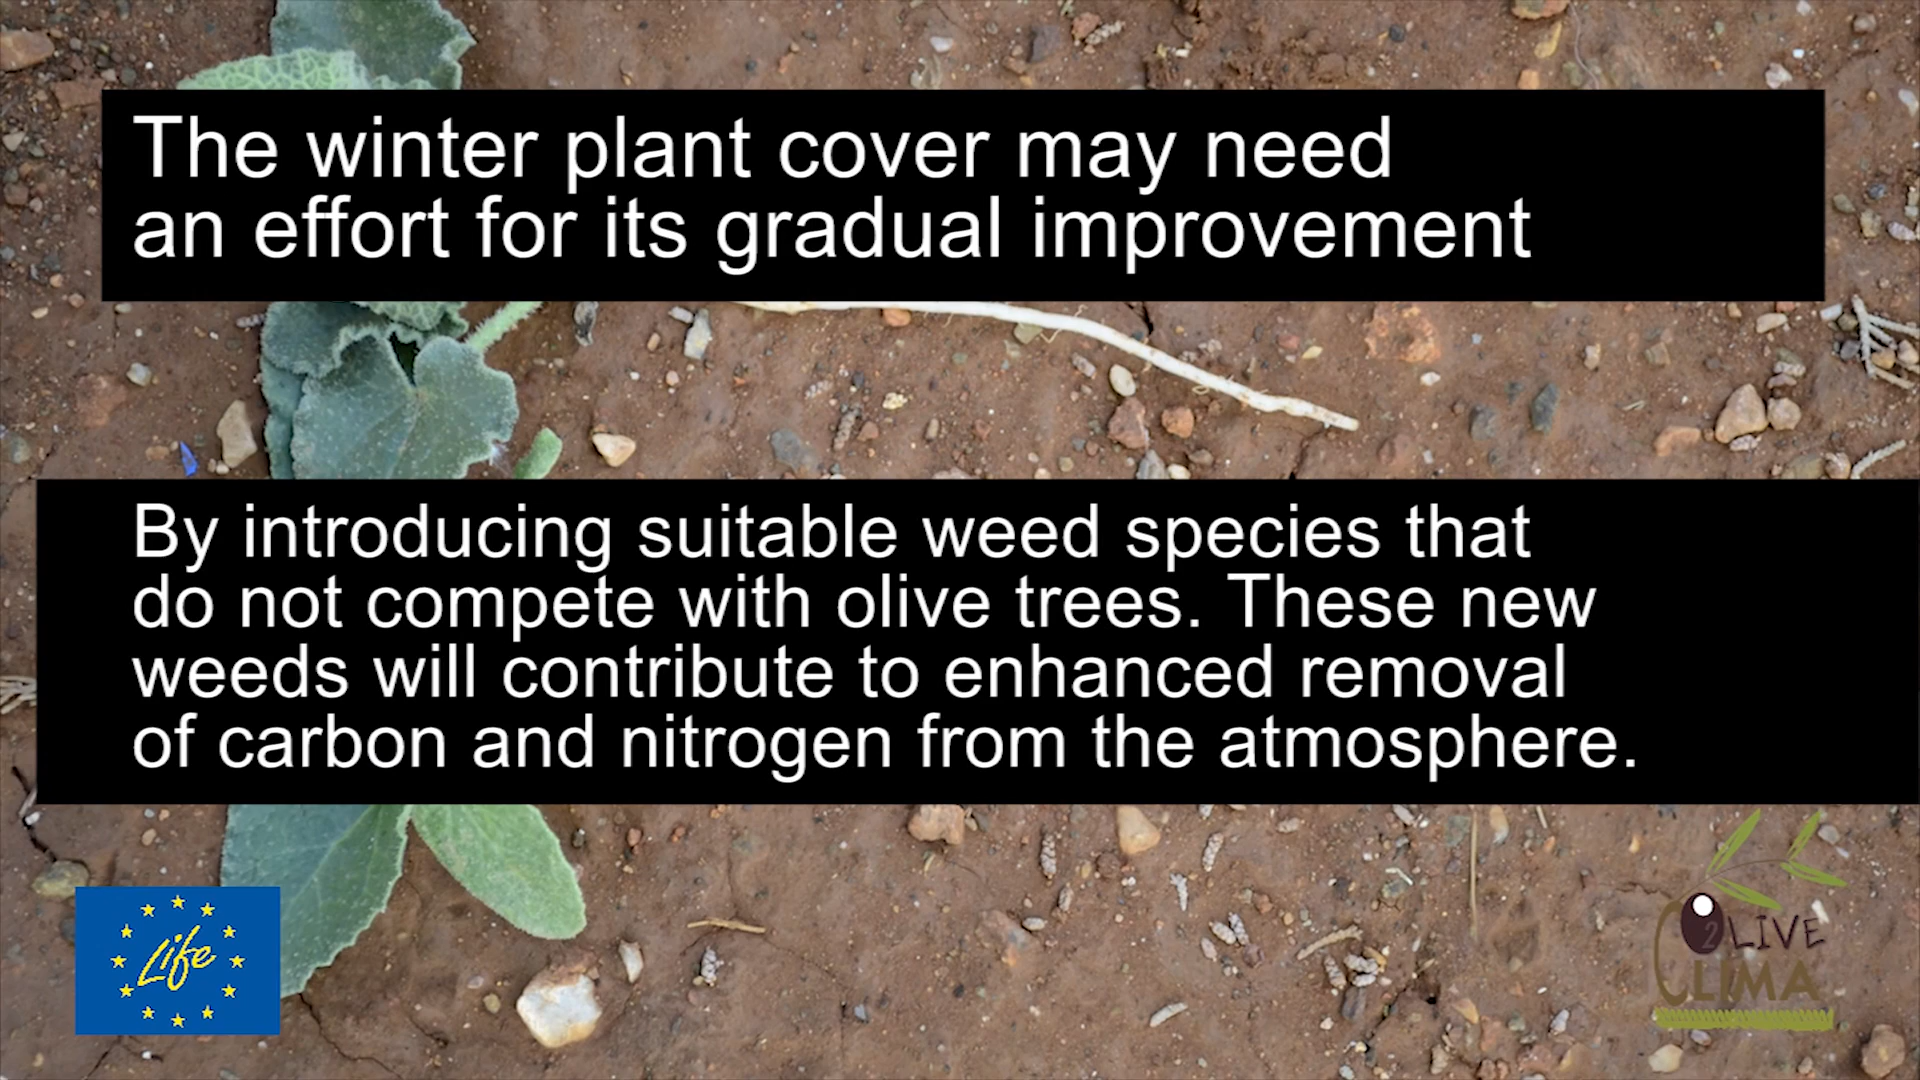 The winter plant cover may need
an effort for its gradual improvement
By introducing suitable weed species that
do not compete with olive trees. These new
weeds will contribute to enhanced removal
of carbon and nitrogen from the atmosphere.
Life
OLIVE
CLIMA